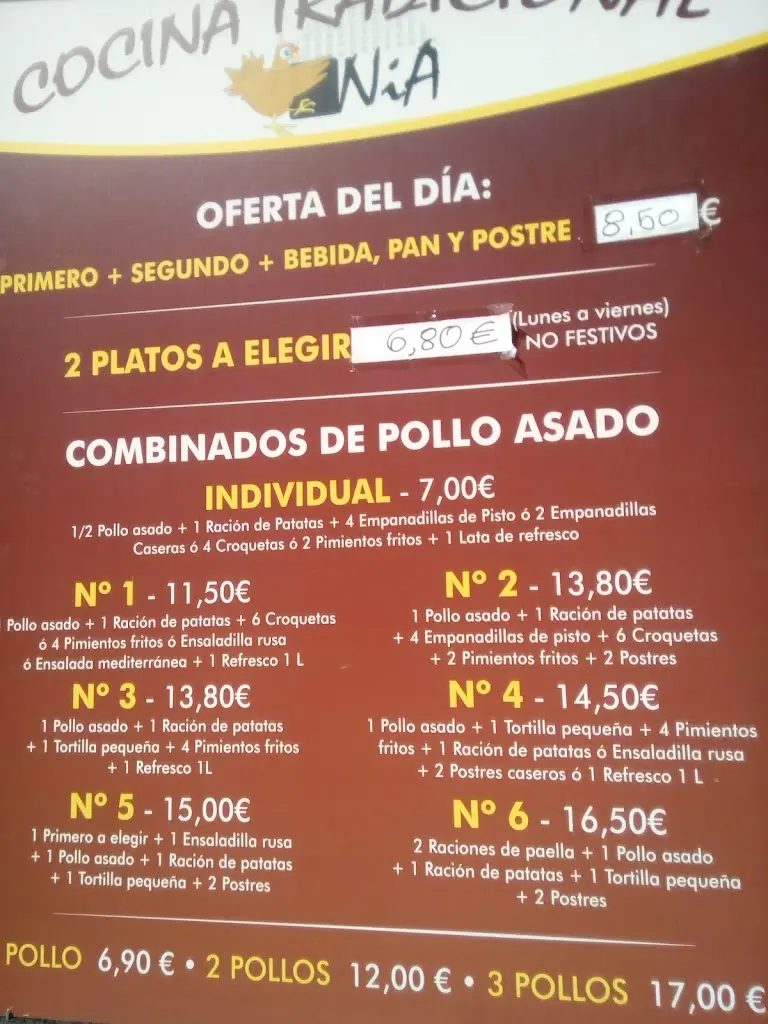 COCINA TRADICIONAL
NiA
OFERTA DEL DÍA:
PRIMERO + SEGUNDO + BEBIDA, PAN Y POSTRE 8,50 €
2 PLATOS A ELEGIR 6,80 € (Lunes a viernes)
NO FESTIVOS
COMBINADOS DE POLLO ASADO
INDIVIDUAL - 7,00€
1/2 Pollo asado + 1 Ración de Patatas + 4 Empanadillas de Pisto ó 2 Empanadillas
Caseras ó 4 Croquetas ó 2 Pimientos fritos + 1 Lata de refresco
Nº 1 - 11,50€
1 Pollo asado + 1 Ración de patatas + 6 Croquetas
ó 4 Pimientos fritos ó Ensaladilla rusa
ó Ensalada mediterránea + 1 Refresco 1 L
Nº 2 - 13,80€
1 Pollo asado + 1 Ración de patatas
+ 4 Empanadillas de pisto + 6 Croquetas
+ 2 Pimientos fritos + 2 Postres
Nº 3 - 13,80€
1 Pollo asado + 1 Ración de patatas
+ 1 Tortilla pequeña + 4 Pimientos fritos
+ 1 Refresco 1L
Nº 4 - 14,50€
1 Pollo asado + 1 Tortilla pequeña + 4 Pimientos
fritos + 1 Ración de patatas ó Ensaladilla rusa
+ 2 Postres caseros ó 1 Refresco 1 L
Nº 5 - 15,00€
1 Primero a elegir + 1 Ensaladilla rusa
+ 1 Pollo asado + 1 Ración de patatas
+ 1 Tortilla pequeña + 2 Postres
Nº 6 - 16,50€
2 Raciones de paella + 1 Pollo asado
+ 1 Ración de patatas + 1 Tortilla pequeña
+ 2 Postres
POLLO 6,90 € • 2 POLLOS 12,00 € • 3 POLLOS 17,00 €